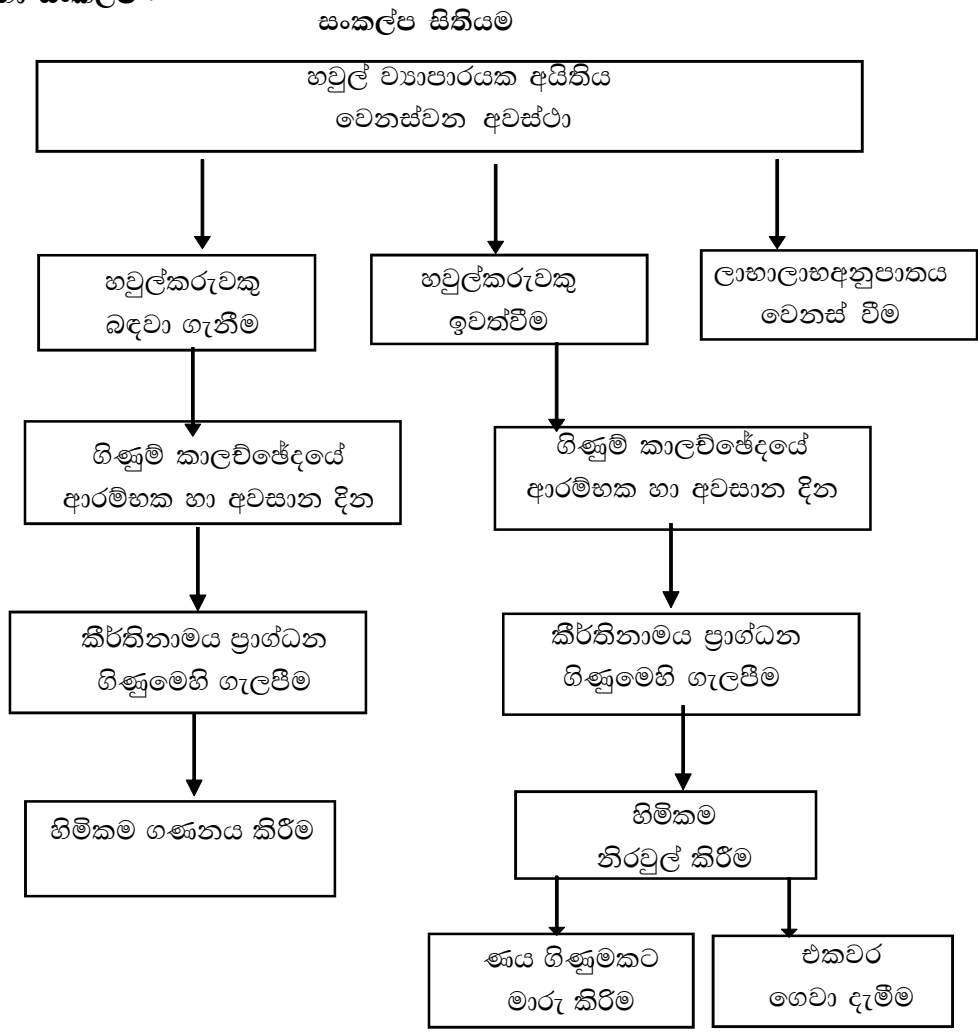 සංකල්ප සිතියම
හවුල් ව්‍යාපාරයක අයිතිය
වෙනස්වන අවස්ථා
හවුල්කරුවකු
බඳවා ගැනීම
හවුල්කරුවකු
ඉවත්වීම
ලාභාලාභඅනුපාතය
වෙනස් වීම
ගිණුම් කාලච්ඡේදයේ
ආරම්භක හා අවසාන දින
ගිණුම් කාලච්ඡේදයේ
ආරම්භක හා අවසාන දින
කීර්තිනාමය ප්‍රාග්ධන
ගිණුමෙහි ගැලපීම
කීර්තිනාමය ප්‍රාග්ධන
ගිණුමෙහි ගැලපීම
හිමිකම ගණනය කිරීම
හිමිකම
නිරවුල් කිරීම
ණය ගිණුමකට
මාරු කිරිම
එකවර
ගෙවා දැමීම